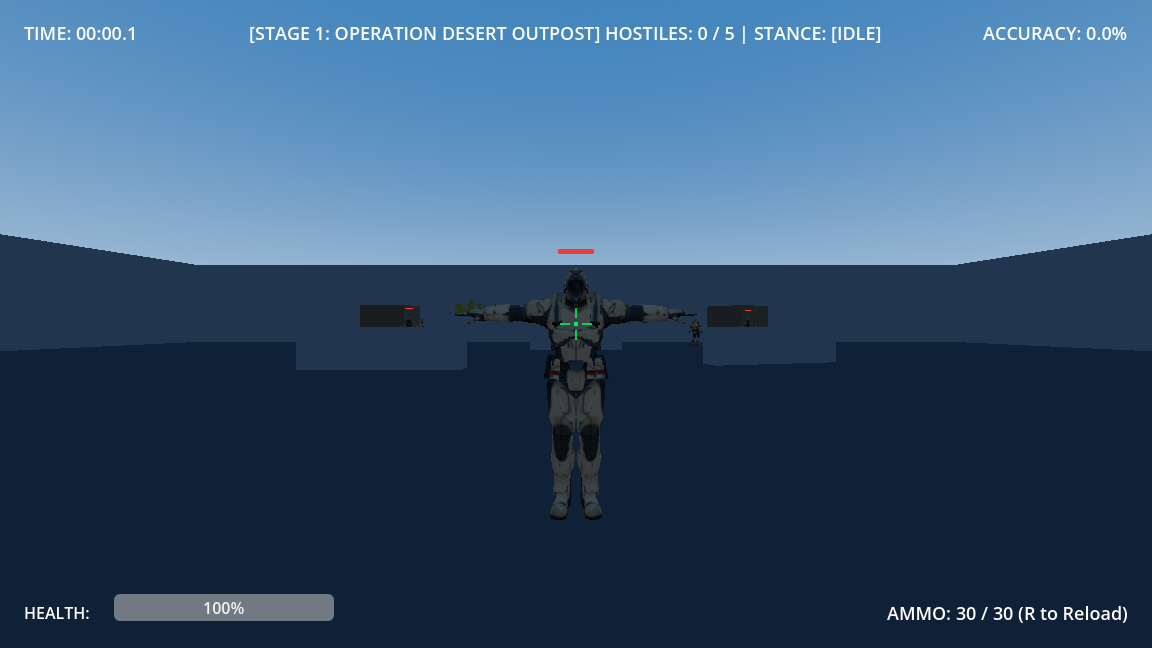 TIME: 00:00.1
[STAGE 1: OPERATION DESERT OUTPOST] HOSTILES: 0 / 5 | STANCE: [IDLE]
ACCURACY: 0.0%
HEALTH:
100%
AMMO: 30 / 30 (R to Reload)